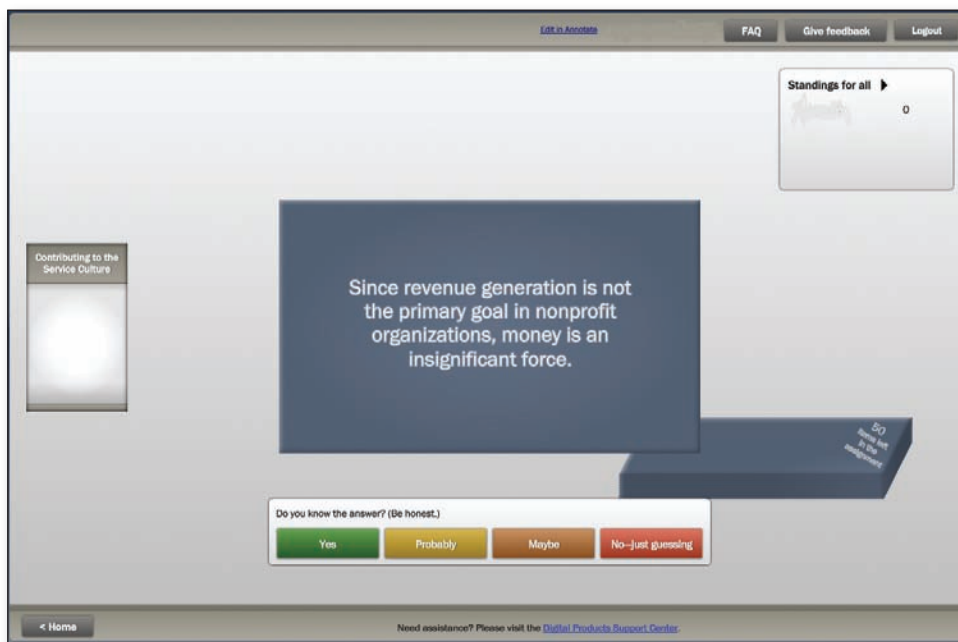 Edit in Annotate
FAQ
Give feedback
Logout
Standings for all
0
Contributing to the
Service Culture
Since revenue generation is not
the primary goal in nonprofit
organizations, money is an
insignificant force.
50
Items left
in the
assignment
Do you know the answer? (Be honest.)
Yes
Probably
Maybe
No—just guessing
< Home
Need assistance? Please visit the Digital Products Support Center.